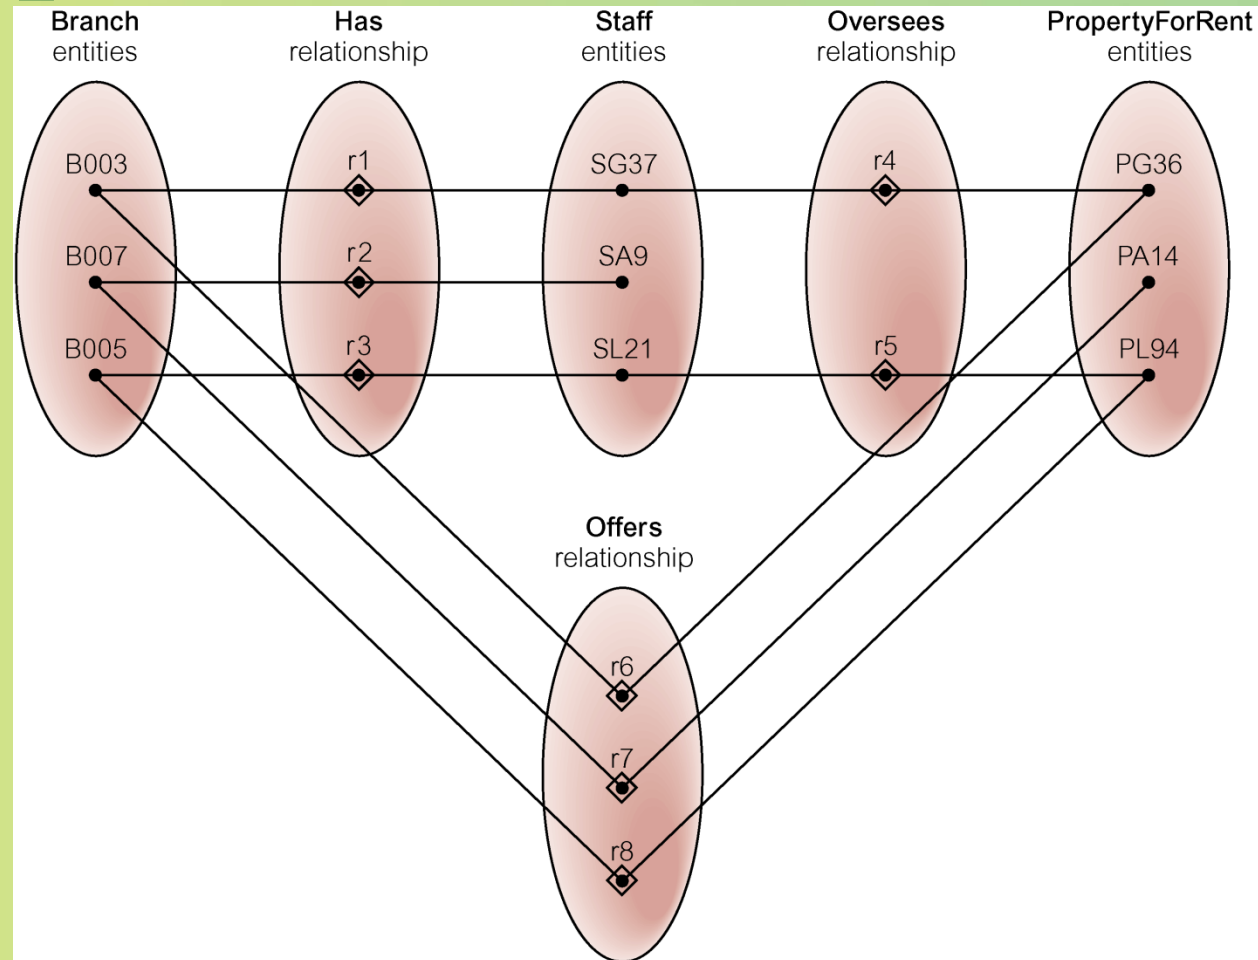 Branch
entities
Has
relationship
Staff
entities
Oversees
relationship
PropertyForRent
entities
B003
r1
SG37
r4
PG36
B007
r2
SA9
PA14
B005
r3
SL21
r5
PL94
Offers
relationship
r6
r7
r8